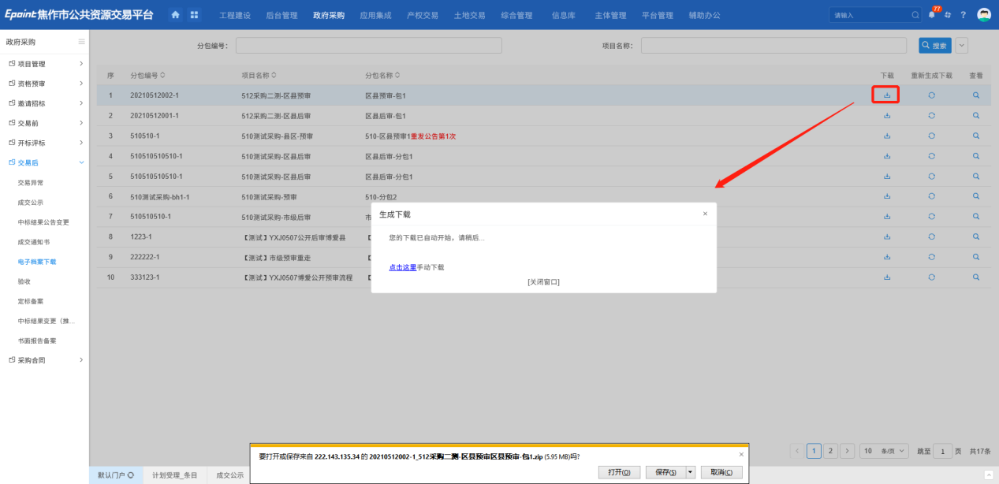 Epoint焦作市公共资源交易平台 工程建设 后台管理 政府采购 应用集成 产权交易 土地交易 综合管理 信息库 主体管理 平台管理 辅助办公 请输入 77 ?
政府采购 分包编号： 项目名称： 搜索
项目管理
资格预审
邀请招标
交易前
开标评标
交易后
交易异常
成交公示
中标结果公告变更
成交通知书
电子档案下载
验收
定标备案
中标结果变更（推...
书面报告备案
采购合同
序 分包编号 项目名称 分包名称 下载 重新生成下载 查看
1 20210512002-1 512采购二测-区县预审 区县预审-包1
2 20210512001-1 512采购二测-区县后审 区县后审-包1
3 510510-1 510测试采购-县区-预审 510-区县预审1重发公告第1次
4 510510510510-1 510测试采购-区县后审 区县后审-分包1
5 510510510510-1 510测试采购-区县后审 区县后审-分包1
6 510测试采购-bh1-1 510测试采购-预审 510-分包2
7 510510510-1 510测试采购-市级后审 市
8 1223-1 【测试】YXJ0507公开后审博爱县 【
9 222222-1 【测试】市级预审重走 【
10 333123-1 【测试】YXJ0507博爱公开预审流程 【
生成下载 ×
您的下载已自动开始，请稍后...
点击这里手动下载
[关闭窗口]
< 1 2 > 10 条/页 跳至 1 页 共17条
要打开或保存来自 222.143.135.34 的 20210512002-1_512采购二测-区县预审区县预审-包1.zip (5.95 MB)吗? ×
打开(O) 保存(S) 取消(C)
默认门户 计划受理_条目 成交公示